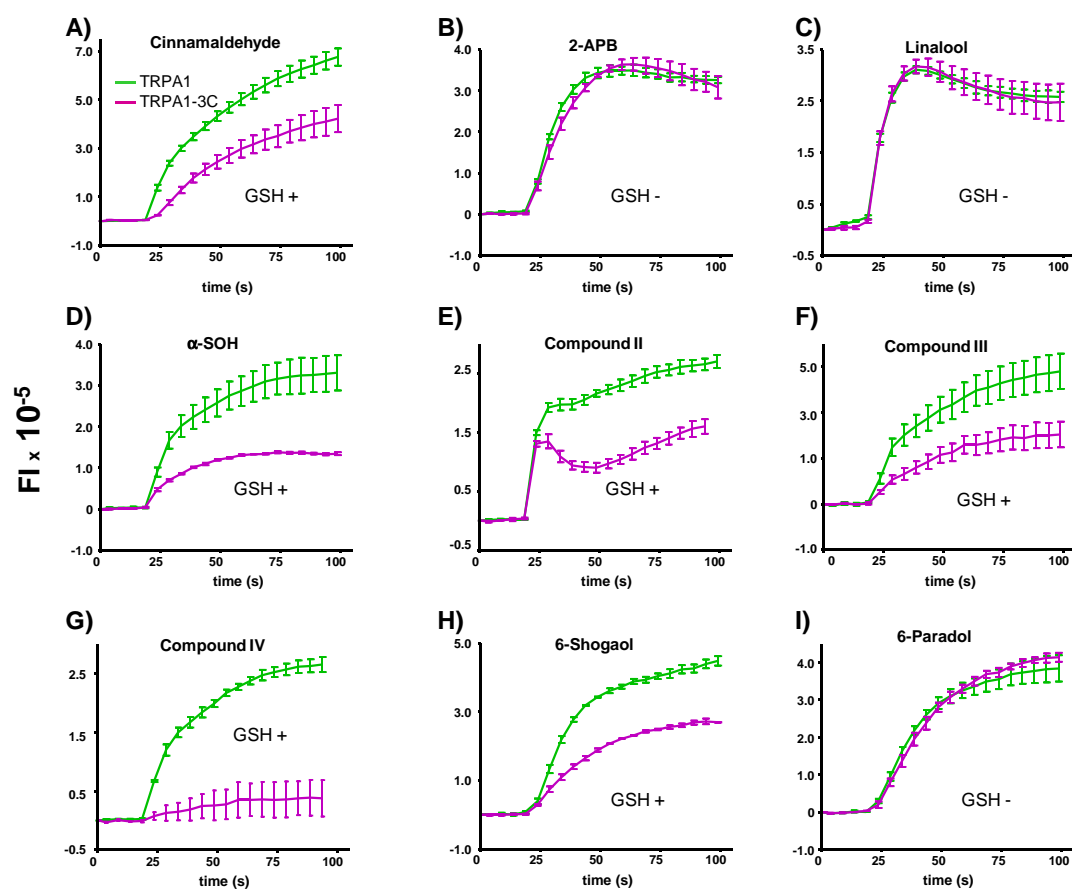 A)
Cinnamaldehyde
7.0
5.0
3.0
1.0
-1.0
TRPA1
TRPA1-3C
GSH +
0 25 50 75 100
time (s)
B)
2-APB
4.0
3.0
2.0
1.0
0
-1.0
GSH -
0 25 50 75 100
time (s)
C)
Linalool
3.5
2.5
1.5
0.5
-0.5
GSH -
0 25 50 75 100
time (s)
FI x 10-5
D)
α-SOH
4.0
3.0
2.0
1.0
0
-1.0
GSH +
0 25 50 75 100
time (s)
E)
Compound II
2.5
1.5
0.5
-0.5
GSH +
0 25 50 75 100
time (s)
F)
Compound III
5.0
3.0
1.0
0
-1.0
GSH +
0 25 50 75 100
time (s)
G)
Compound IV
2.5
1.5
0.5
-0.5
GSH +
0 25 50 75 100
time (s)
H)
6-Shogaol
5.0
3.0
1.0
-1.0
GSH +
0 25 50 75 100
time (s)
I)
6-Paradol
4.0
3.0
2.0
1.0
0
-1.0
GSH -
0 25 50 75 100
time (s)